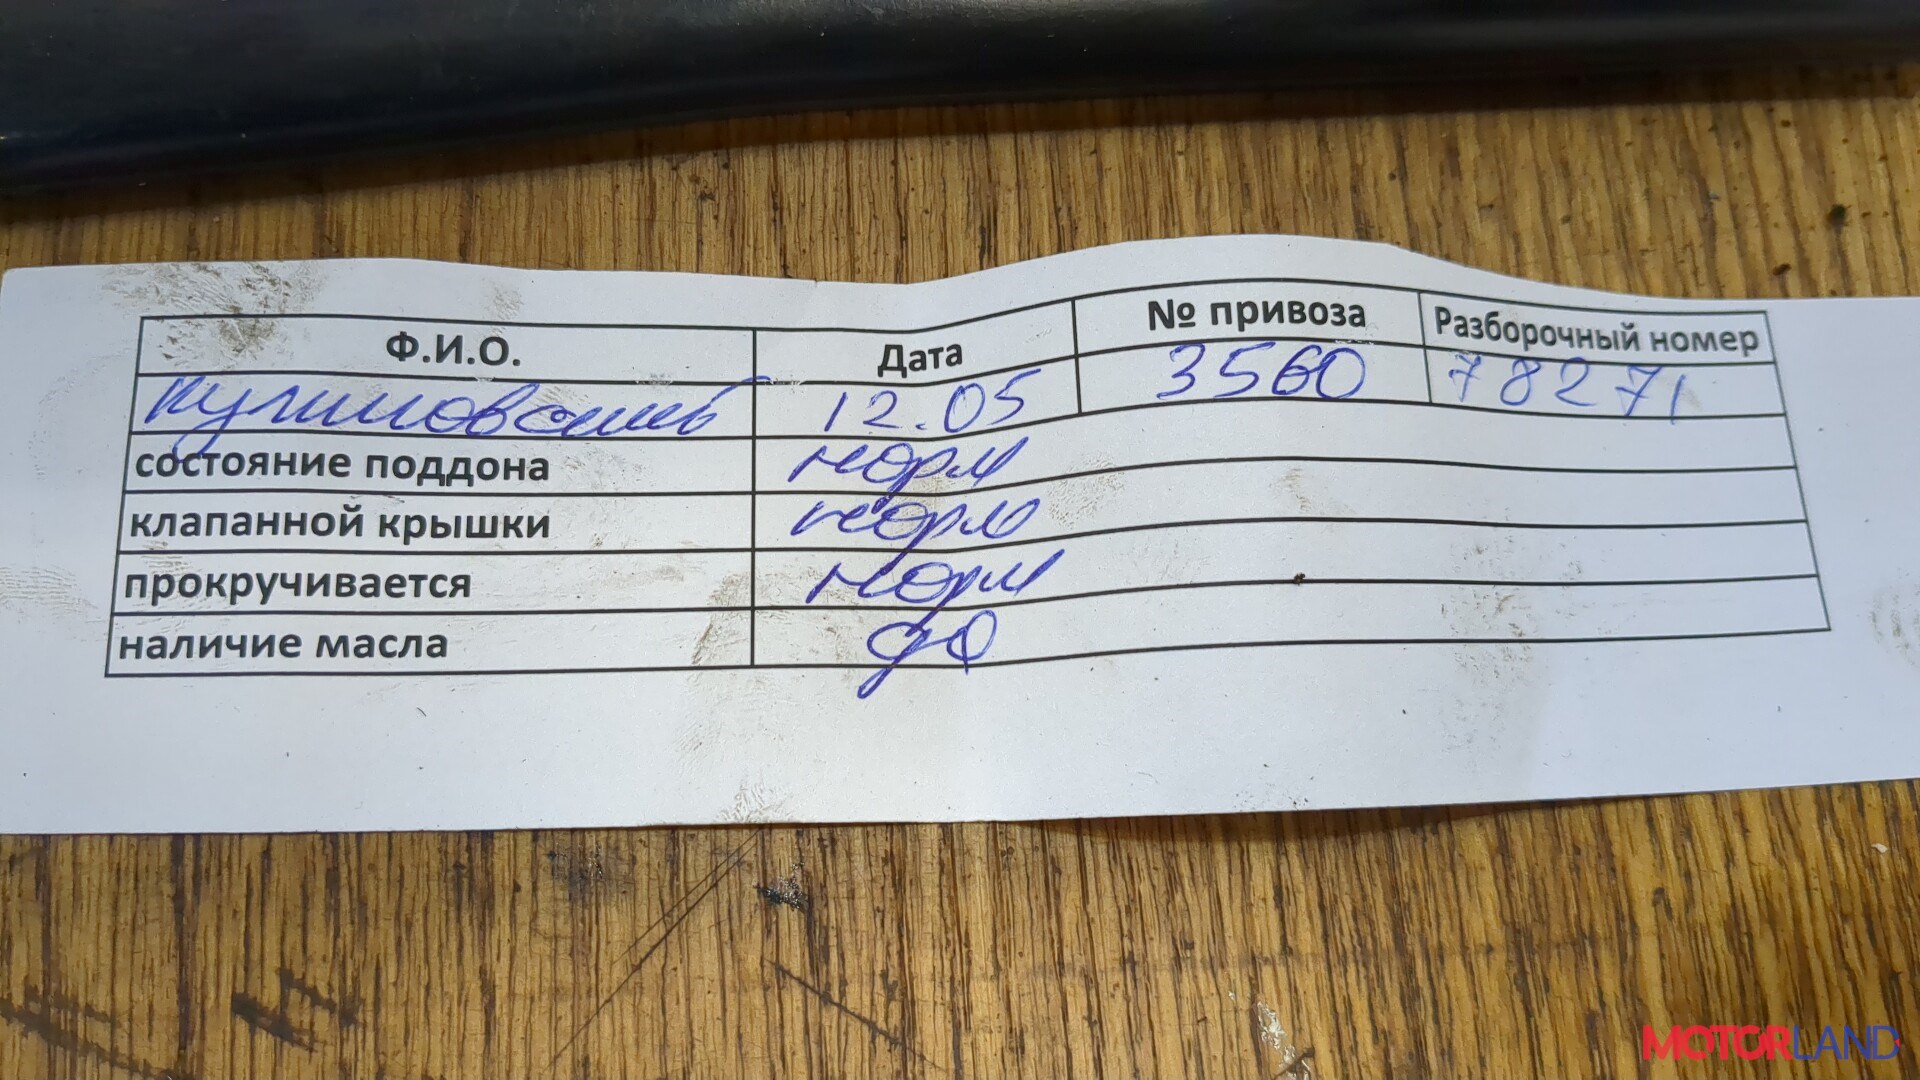 Ф.И.О. Дата № привоза Разборочный номер
12.05 3560 78271
состояние поддона норм
клапанной крышки норм
прокручивается норм
наличие масла да
MOTORLAND